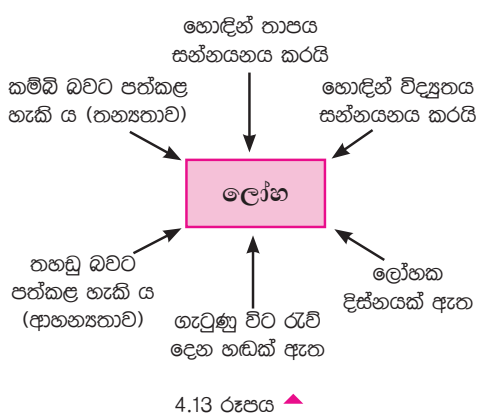 හොඳින් තාපය
සන්නයනය කරයි
කම්බි බවට පත්කළ
හැකි ය (තන්‍යතාව)
හොඳින් විද්‍යුතය
සන්නයනය කරයි
ලෝහ
තහඩු බවට
පත්කළ හැකි ය
(ආහන්‍යතාව)
ගැටුණු විට රැව්
දෙන හඬක් ඇත
ලෝහක
දිස්නයක් ඇත
4.13 රූපය